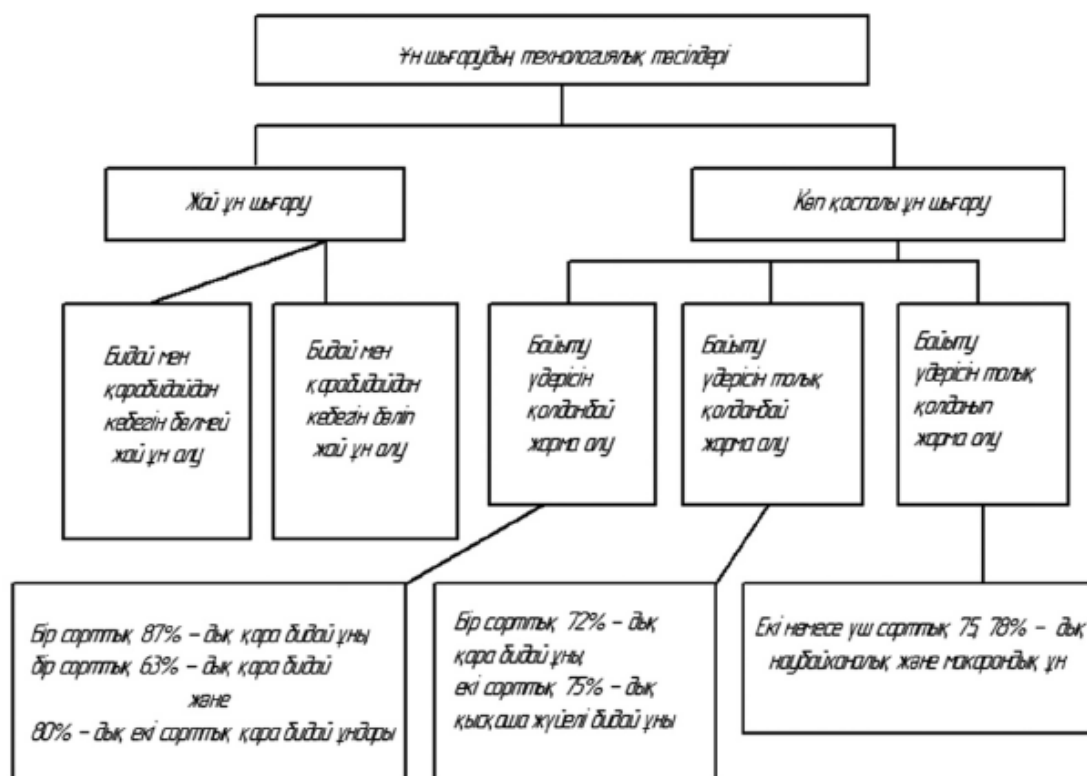 Ұн шығарудың технологиялық тәсілдері
Жай ұн шығару
Көп қоспалы ұн шығару
Бидай мен
қарабидайдан
кебегін бөлмей
жай ұн алу
Бидай мен
қарабидайдан
кебегін бөліп
жай ұн алу
Байыту
үдерісін
қолданбай
жарма алу
Байыту
үдерісін толық
қолданбай
жарма алу
Байыту
үдерісін толық
қолданып
жарма алу
Бір сорттық 87% – дық қара бидай ұны,
бір сорттық 63% – дық қара бидай
және
80% – дық екі сорттық қара бидай ұндары
Бір сорттық 72% – дық
қара бидай ұны,
екі сорттық 75% – дық
қысқаша жүйелі бидай ұны
Екі немесе үш сорттық 75, 78% – дық
наубайханалық және макарондық ұн